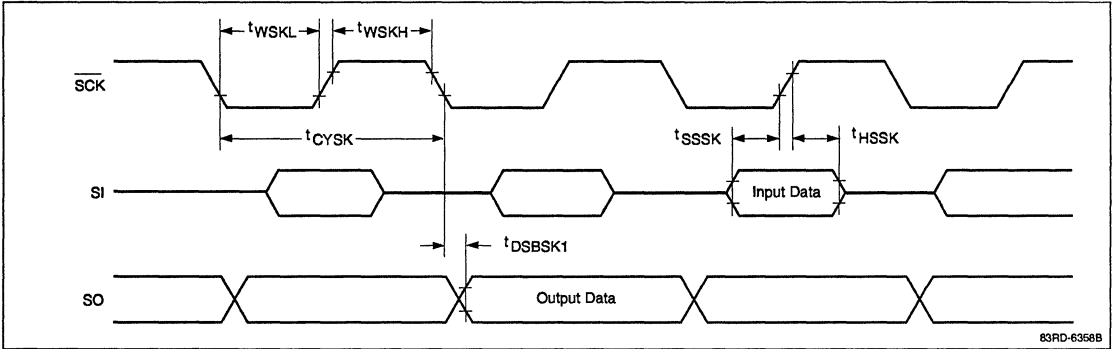 tWSKL
tWSKH
SCK
tCYSK
tSSSK
tHSSK
SI
Input Data
tDSBSK1
SO
Output Data
83RD-6358B